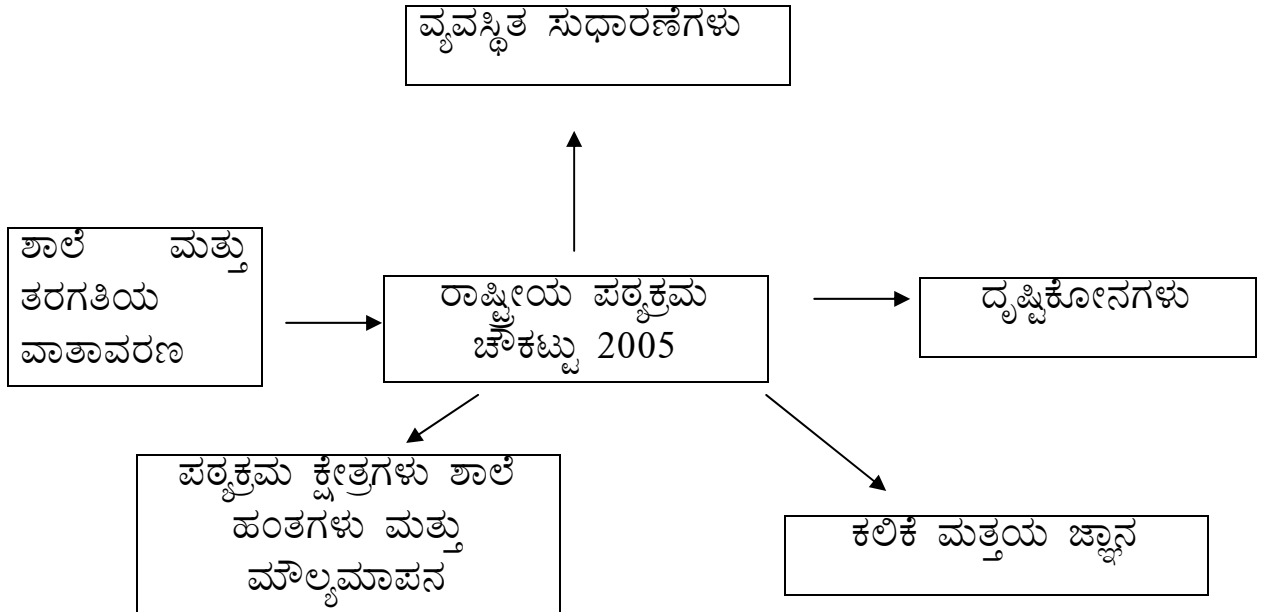 ವ್ಯವಸ್ಥಿತ ಸುಧಾರಣೆಗಳು
ಶಾಲೆ ಮತ್ತು
ತರಗತಿಯ
ವಾತಾವರಣ
ರಾಷ್ಟ್ರೀಯ ಪಠ್ಯಕ್ರಮ
ಚೌಕಟ್ಟು 2005
ದೃಷ್ಟಿಕೋನಗಳು
ಪಠ್ಯಕ್ರಮ ಕ್ಷೇತ್ರಗಳು ಶಾಲೆ
ಹಂತಗಳು ಮತ್ತು
ಮೌಲ್ಯಮಾಪನ
ಕಲಿಕೆ ಮತ್ತಯ ಜ್ಞಾನ